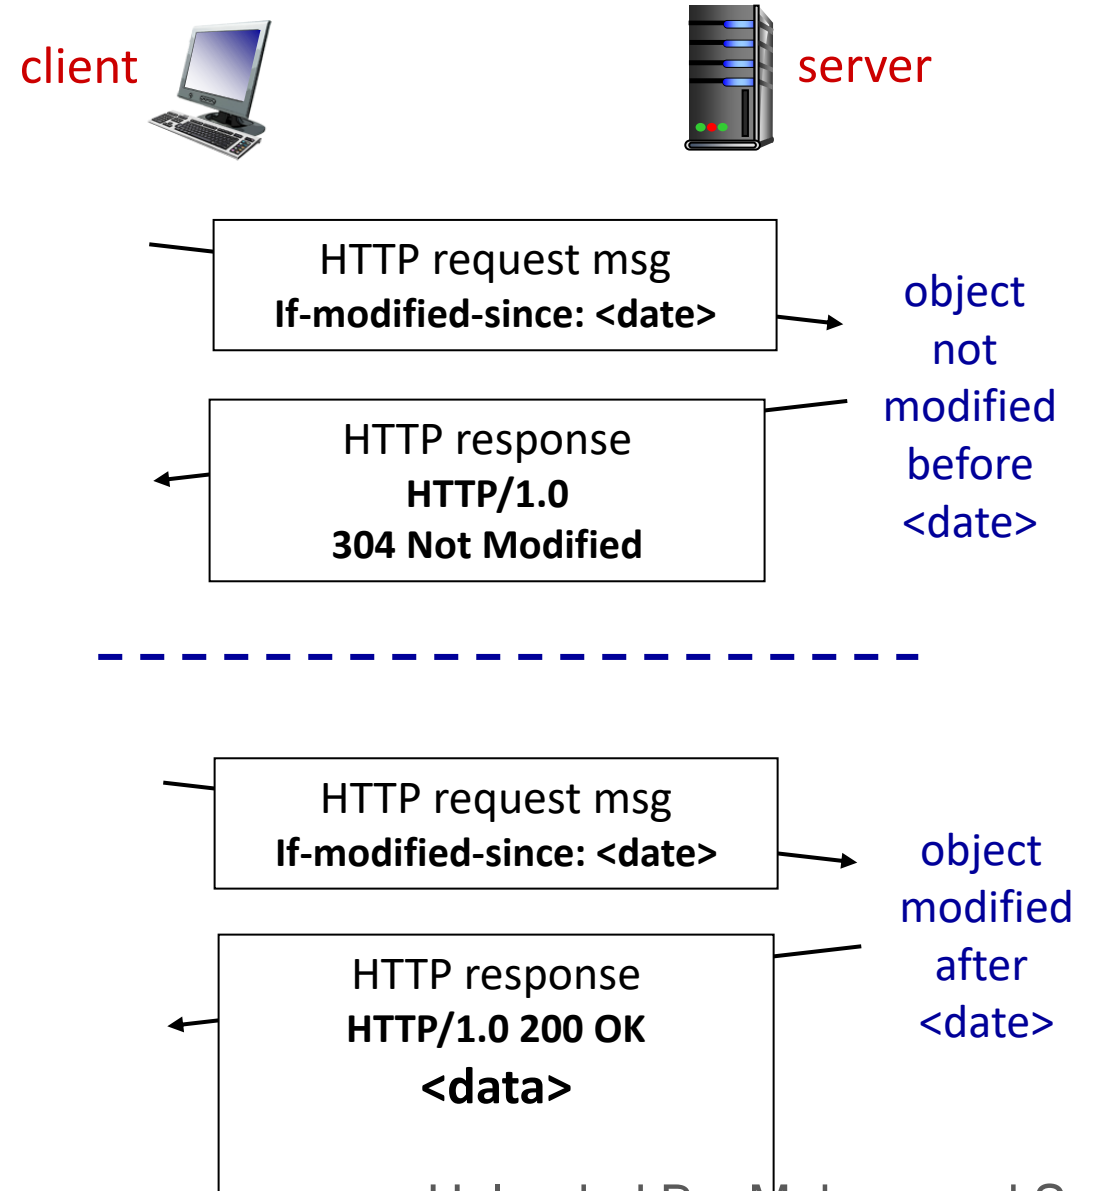 client
server
HTTP request msg
If-modified-since: <date>
object
not
modified
before
<date>
HTTP response
HTTP/1.0
304 Not Modified
HTTP request msg
If-modified-since: <date>
object
modified
after
<date>
HTTP response
HTTP/1.0 200 OK
<data>